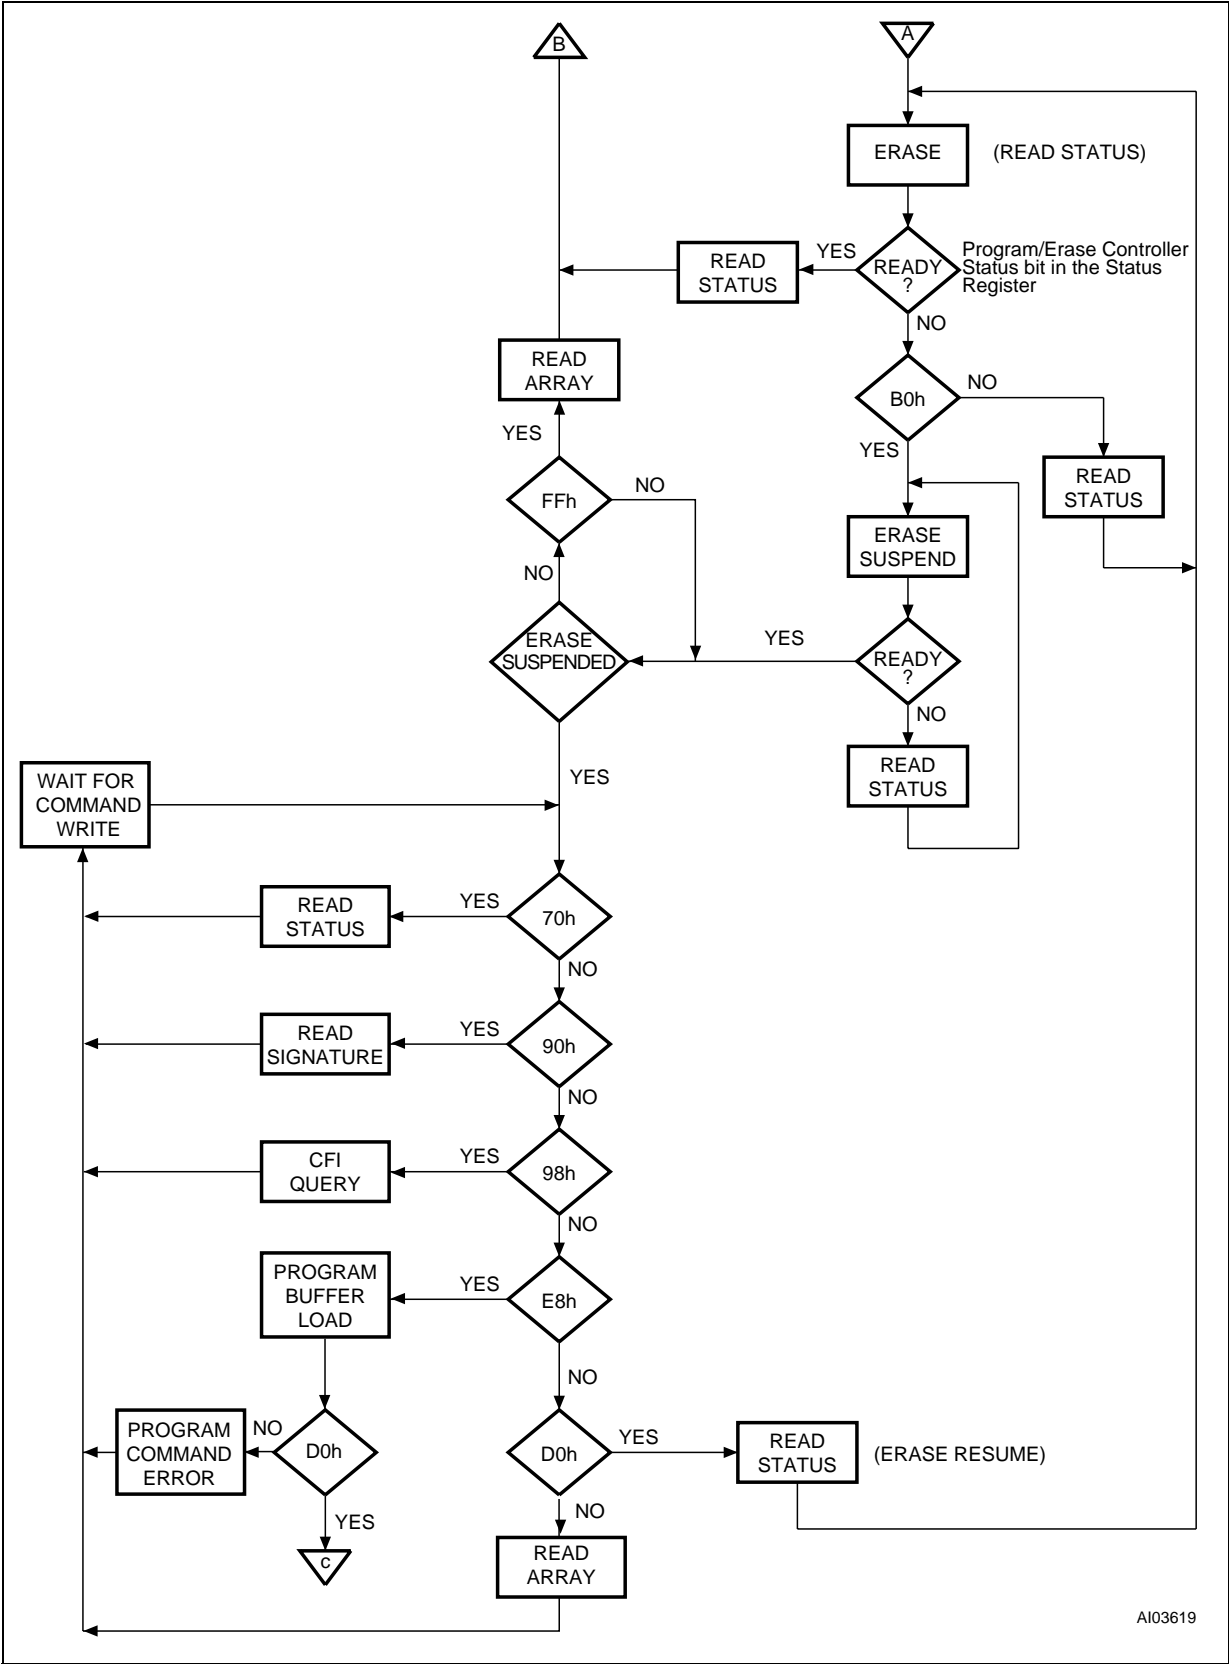 B
A
ERASE
(READ STATUS)
READ
STATUS
YES
READY
?
Program/Erase Controller
Status bit in the Status
Register
NO
READ
ARRAY
B0h
NO
YES
YES
READ
STATUS
FFh
NO
ERASE
SUSPEND
NO
ERASE
SUSPENDED
YES
READY
?
NO
WAIT FOR
COMMAND
WRITE
YES
READ
STATUS
READ
STATUS
YES
70h
NO
READ
SIGNATURE
YES
90h
NO
CFI
QUERY
YES
98h
NO
PROGRAM
BUFFER
LOAD
YES
E8h
NO
PROGRAM
COMMAND
ERROR
NO
D0h
D0h
YES
READ
STATUS
(ERASE RESUME)
YES
NO
c
READ
ARRAY
AI03619